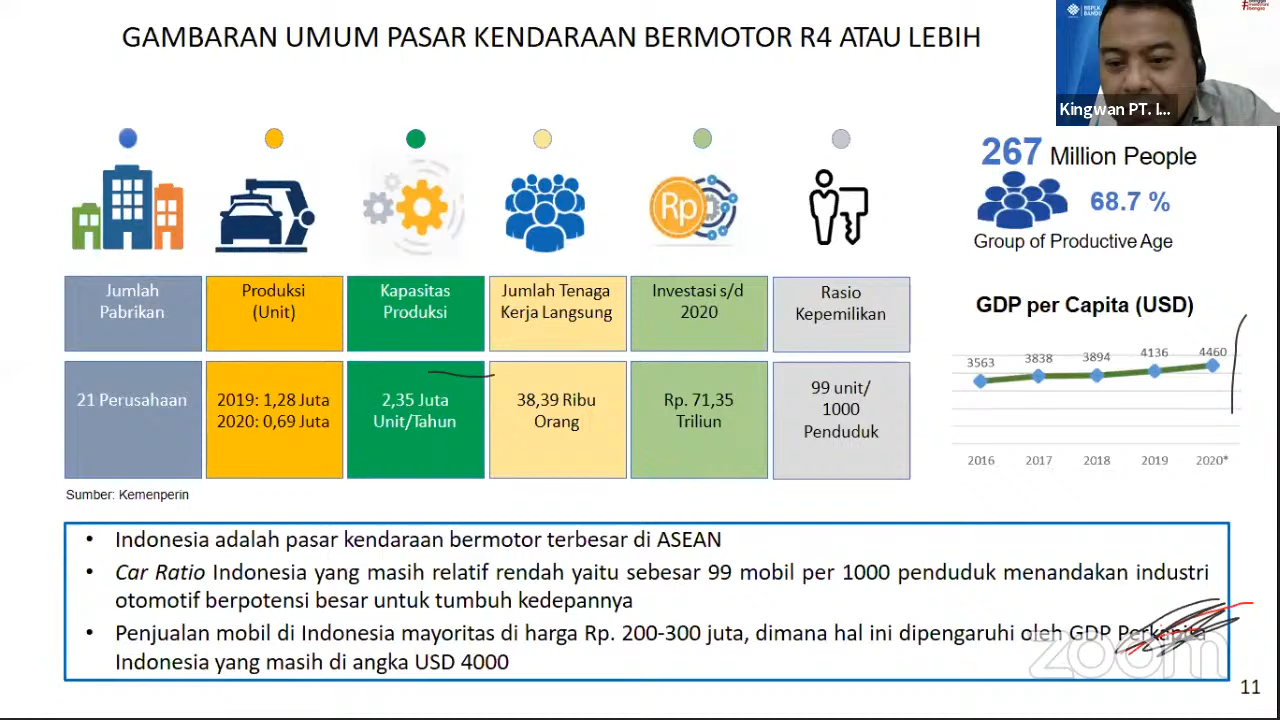 GAMBARAN UMUM PASAR KENDARAAN BERMOTOR R4 ATAU LEBIH
Kingwan PT. I...
267 Million People
68.7 %
Group of Productive Age
Rp
Jumlah
Pabrikan
Produksi
(Unit)
Kapasitas
Produksi
Jumlah Tenaga
Kerja Langsung
Investasi s/d
2020
Rasio
Kepemilikan
21 Perusahaan
2019: 1,28 Juta
2020: 0,69 Juta
2,35 Juta
Unit/Tahun
38,39 Ribu
Orang
Rp. 71,35
Triliun
99 unit/
1000
Penduduk
Sumber: Kemenperin
GDP per Capita (USD)
3563 3838 3894 4136 4460
2016 2017 2018 2019 2020*
• Indonesia adalah pasar kendaraan bermotor terbesar di ASEAN
• Car Ratio Indonesia yang masih relatif rendah yaitu sebesar 99 mobil per 1000 penduduk menandakan industri
otomotif berpotensi besar untuk tumbuh kedepannya
• Penjualan mobil di Indonesia mayoritas di harga Rp. 200-300 juta, dimana hal ini dipengaruhi oleh GDP Perkapita
Indonesia yang masih di angka USD 4000
zoom
11